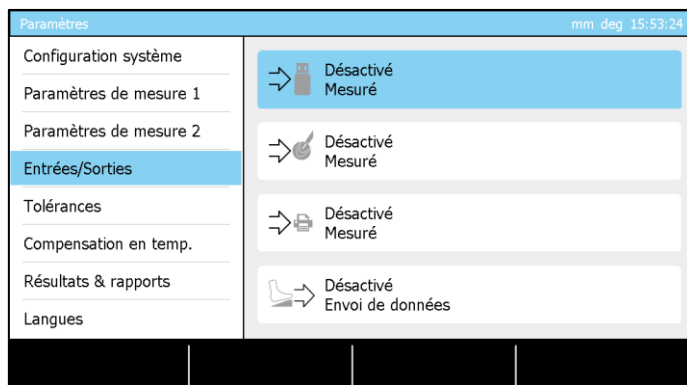 Paramètres
mm deg 15:53:24
Configuration système
Paramètres de mesure 1
Paramètres de mesure 2
Entrées/Sorties
Tolérances
Compensation en temp.
Résultats & rapports
Langues
Désactivé
Mesuré
Désactivé
Mesuré
Désactivé
Mesuré
Désactivé
Envoi de données